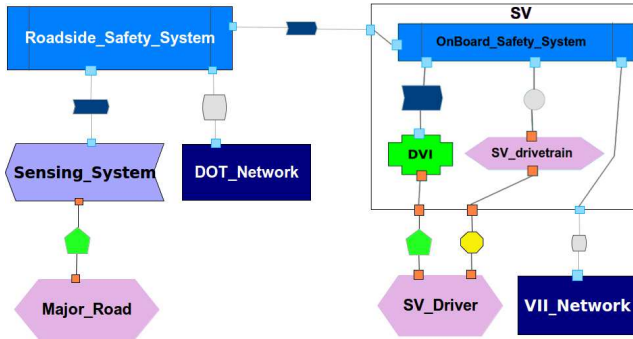 SV
Roadside_Safety_System
OnBoard_Safety_System
DVI
SV_drivetrain
Sensing_System
DOT_Network
Major_Road
SV_Driver
VII_Network